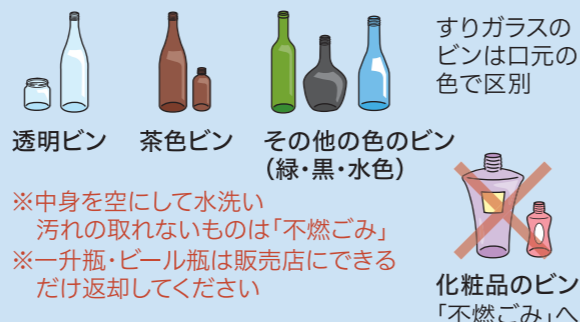 すりガラスの
ビンは口元の
色で区別
透明ビン
茶色ビン
その他の色のビン
(緑・黒・水色)
※中身を空にして水洗い
汚れの取れないものは「不燃ごみ」
※一升瓶・ビール瓶は販売店にできる
だけ返却してください
化粧品のビン
「不燃ごみ」へ